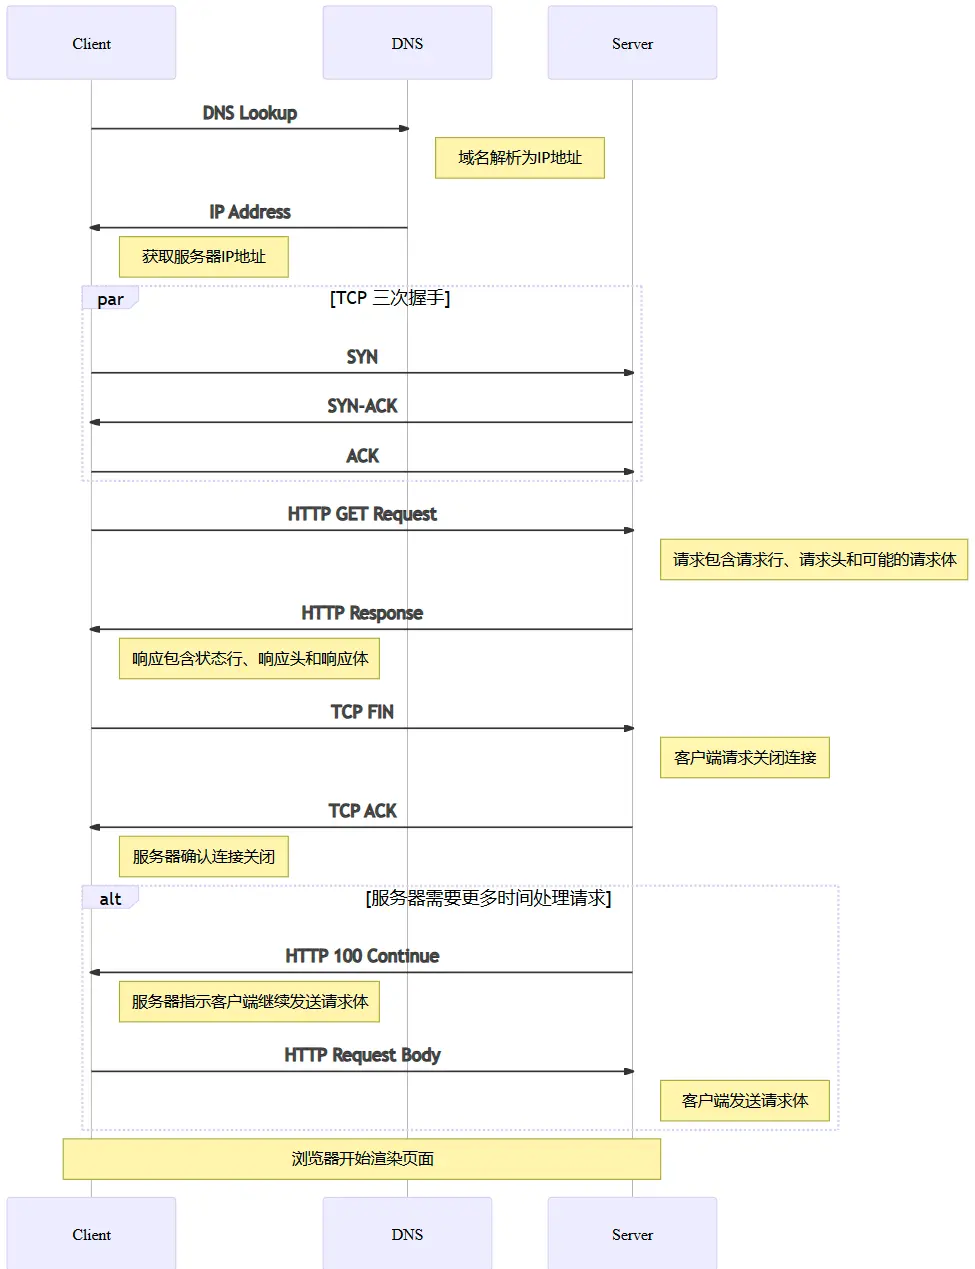 Client
DNS
Server
DNS Lookup
域名解析为IP地址
IP Address
获取服务器IP地址
par
[TCP 三次握手]
SYN
SYN-ACK
ACK
HTTP GET Request
请求包含请求行、请求头和可能的请求体
HTTP Response
响应包含状态行、响应头和响应体
TCP FIN
客户端请求关闭连接
TCP ACK
服务器确认连接关闭
alt
[服务器需要更多时间处理请求]
HTTP 100 Continue
服务器指示客户端继续发送请求体
HTTP Request Body
客户端发送请求体
浏览器开始渲染页面
Client
DNS
Server